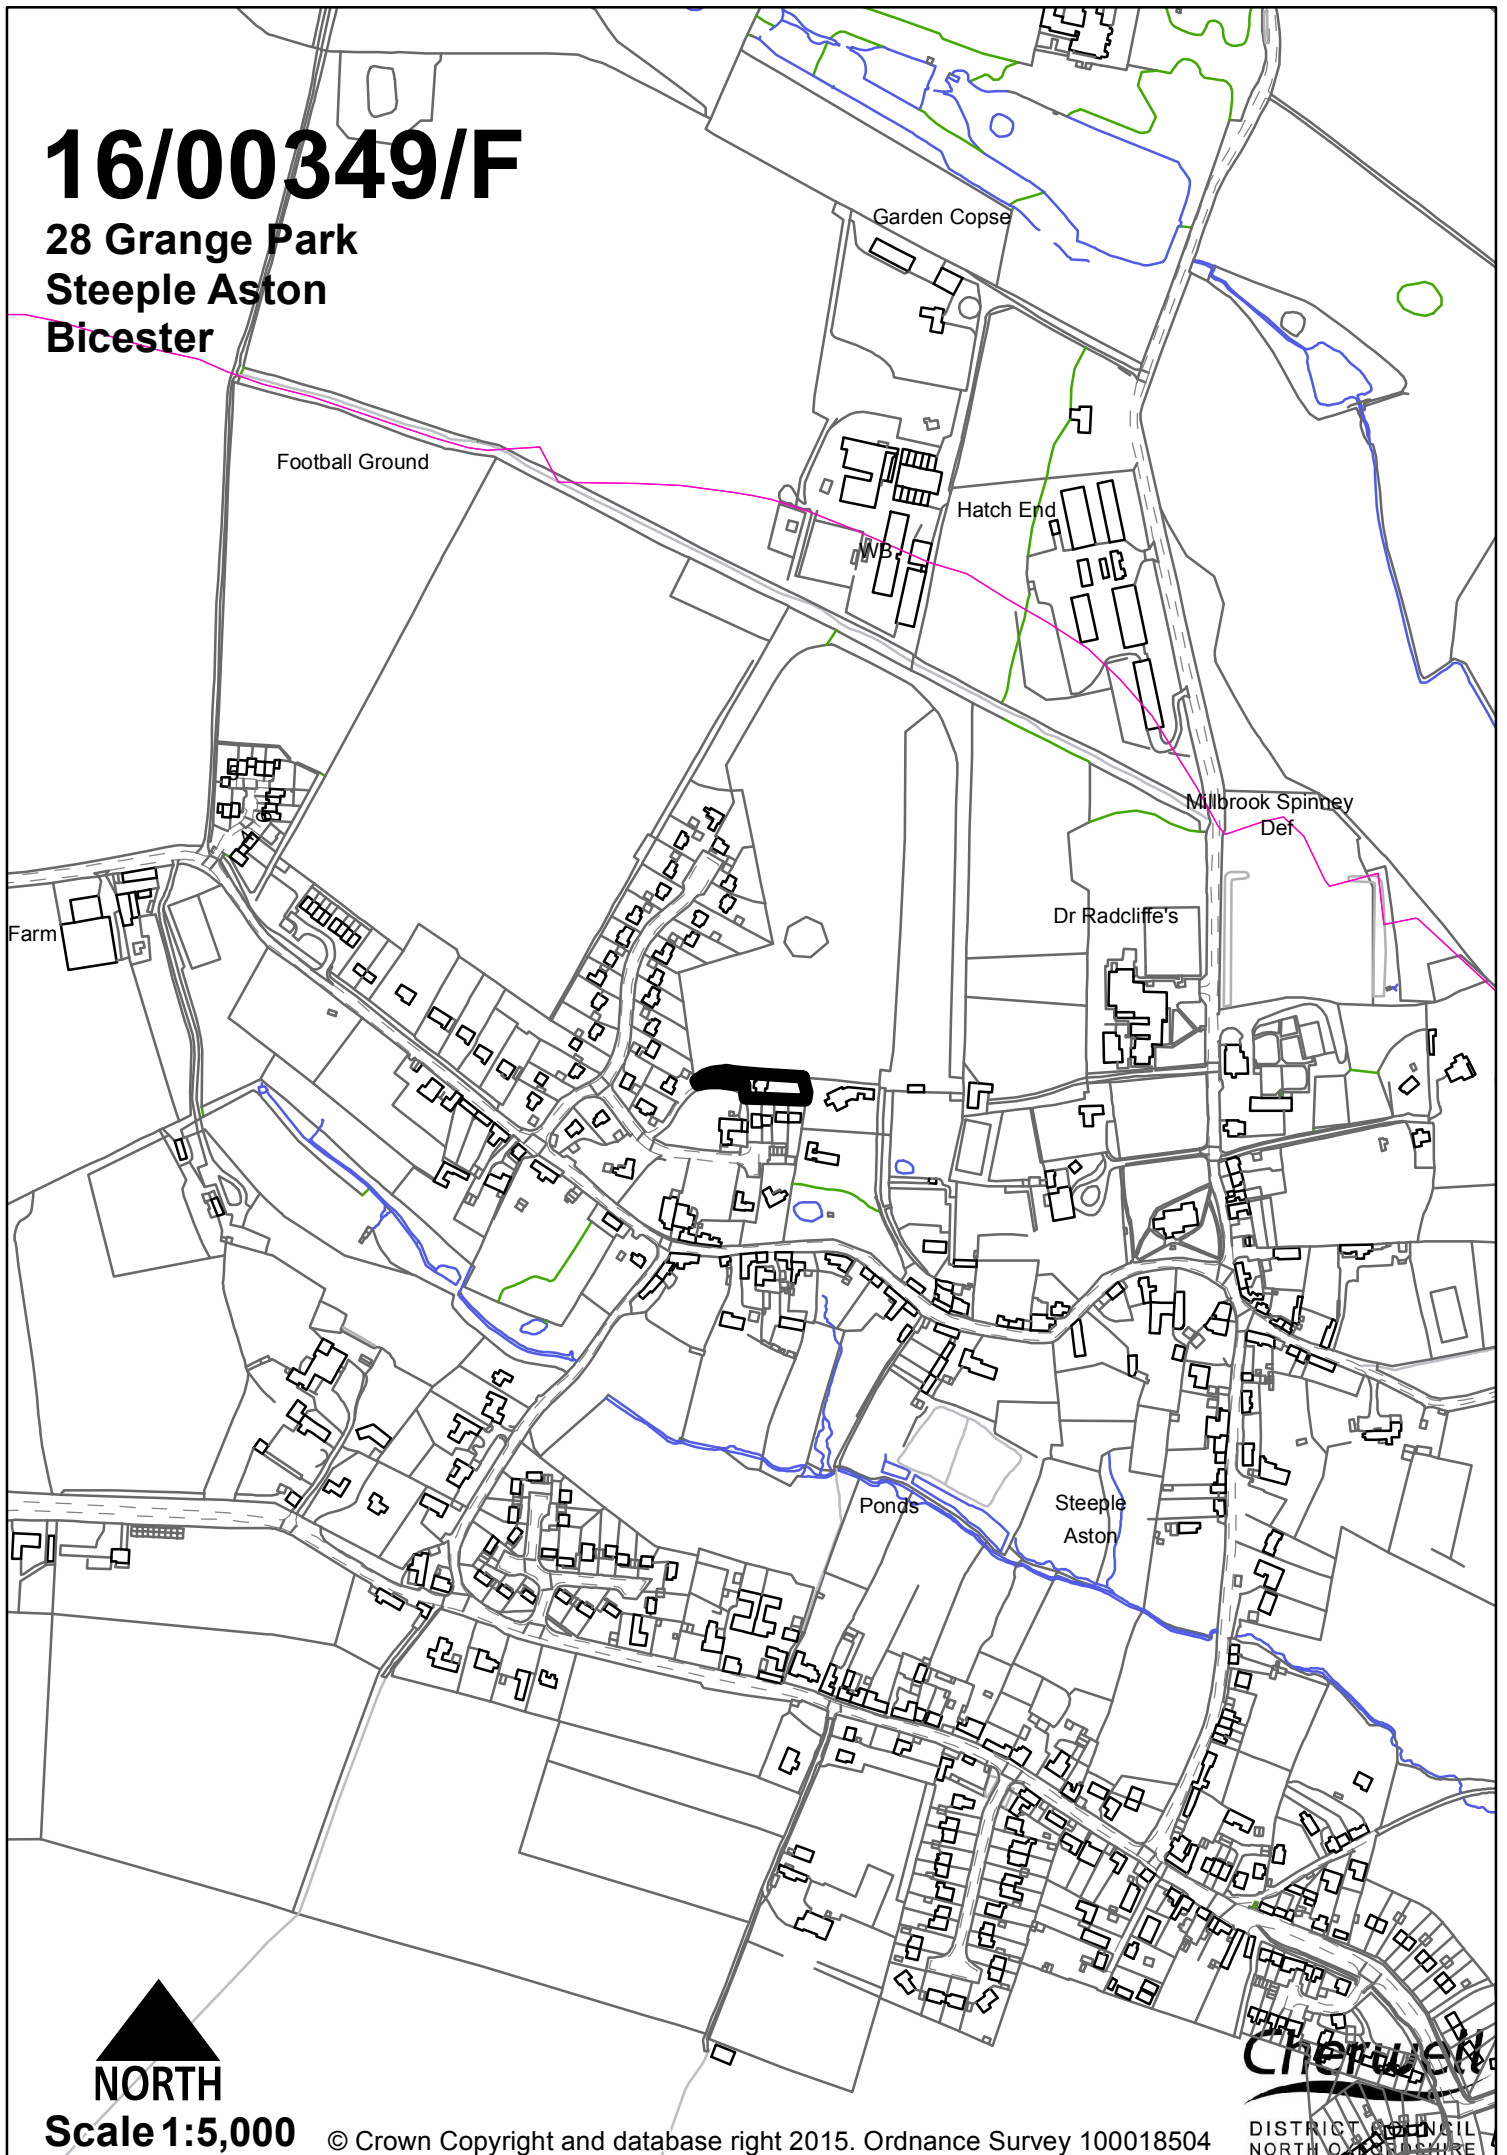 16/00349/F
28 Grange Park
Steeple Aston
Bicester
Garden Copse
Football Ground
Hatch End
WB
Millbrook Spinney
Def
9
Farm
Dr Radcliffe's
Ponds
Steeple
Aston
NORTH
Scale 1:5,000
© Crown Copyright and database right 2015. Ordnance Survey 100018504
Cherwell
DISTRICT COUNCIL
NORTH OXFORDSHIRE